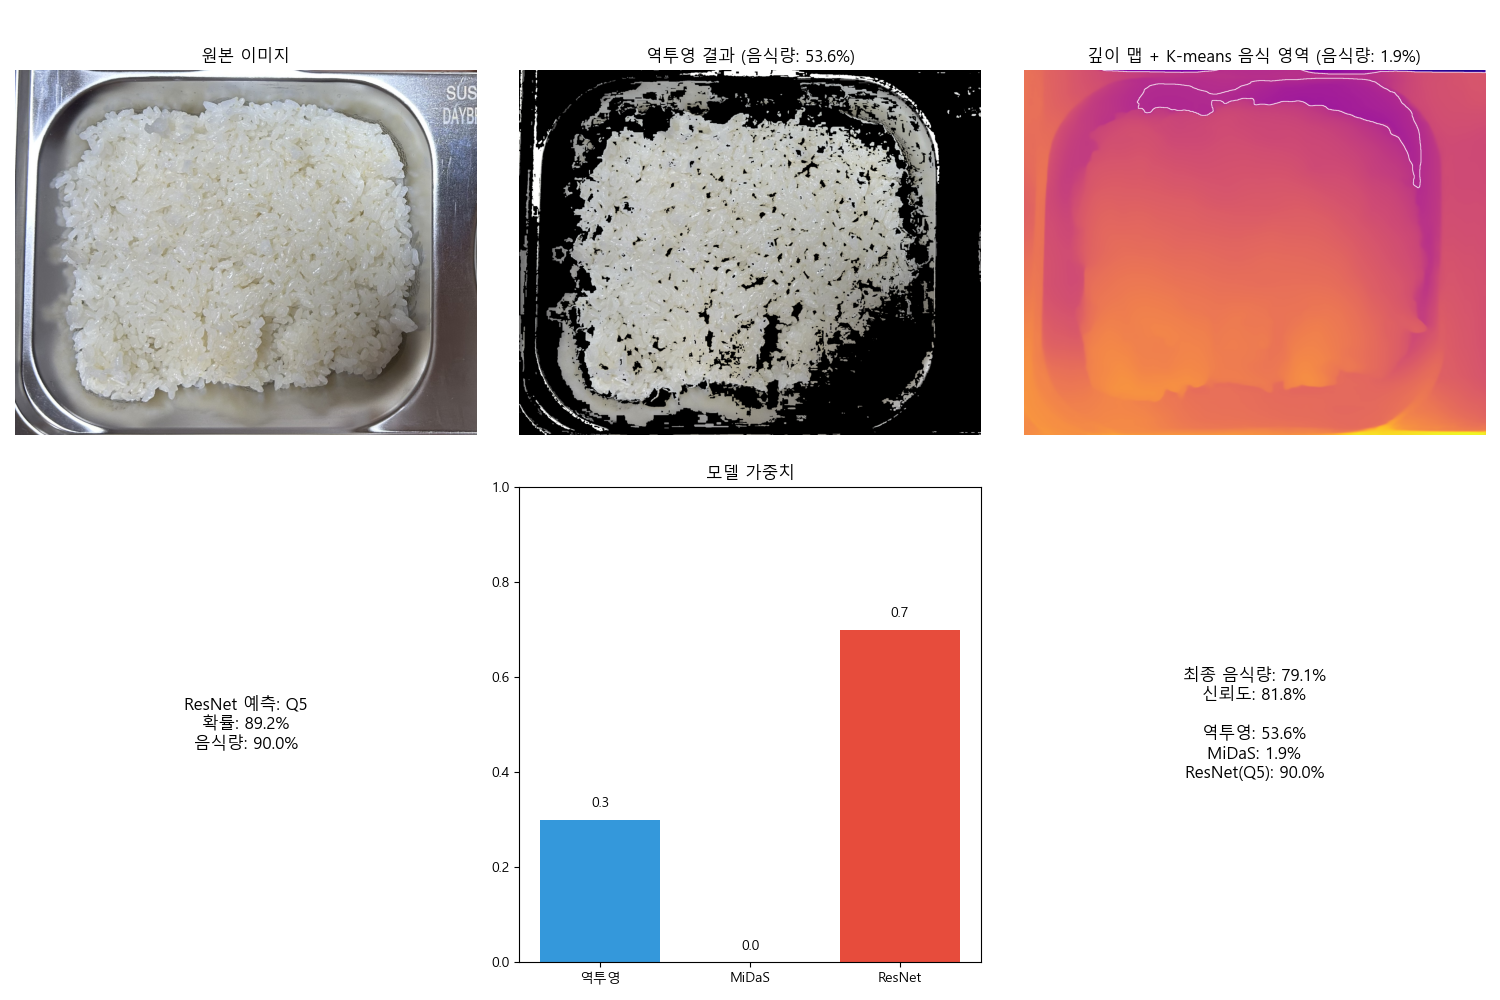 원본 이미지
역투영 결과 (음식량: 53.6%)
깊이 맵 + K-means 음식 영역 (음식량: 1.9%)
SUS
모델 가중치
1.0
0.8
0.6
0.4
0.2
0.0
0.3
0.0
0.7
역투영
MiDaS
ResNet
ResNet 예측: Q5
확률: 89.2%
음식량: 90.0%
최종 음식량: 79.1%
신뢰도: 81.8%
역투영: 53.6%
MiDaS: 1.9%
ResNet(Q5): 90.0%